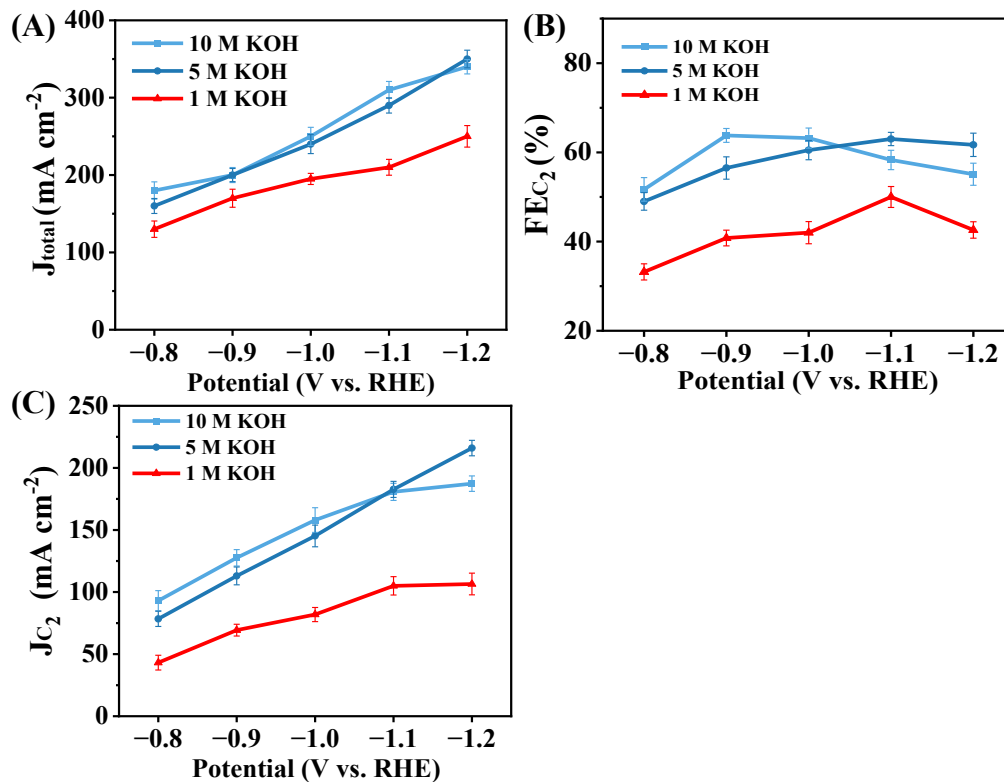 (A)
J_total (mA cm⁻²)
400
300
200
100
0
10 M KOH
5 M KOH
1 M KOH
−0.8 −0.9 −1.0 −1.1 −1.2
Potential (V vs. RHE)
(B)
FE_C₂ (%)
80
60
40
20
10 M KOH
5 M KOH
1 M KOH
−0.8 −0.9 −1.0 −1.1 −1.2
Potential (V vs. RHE)
(C)
J_C₂ (mA cm⁻²)
250
200
150
100
50
0
10 M KOH
5 M KOH
1 M KOH
−0.8 −0.9 −1.0 −1.1 −1.2
Potential (V vs. RHE)